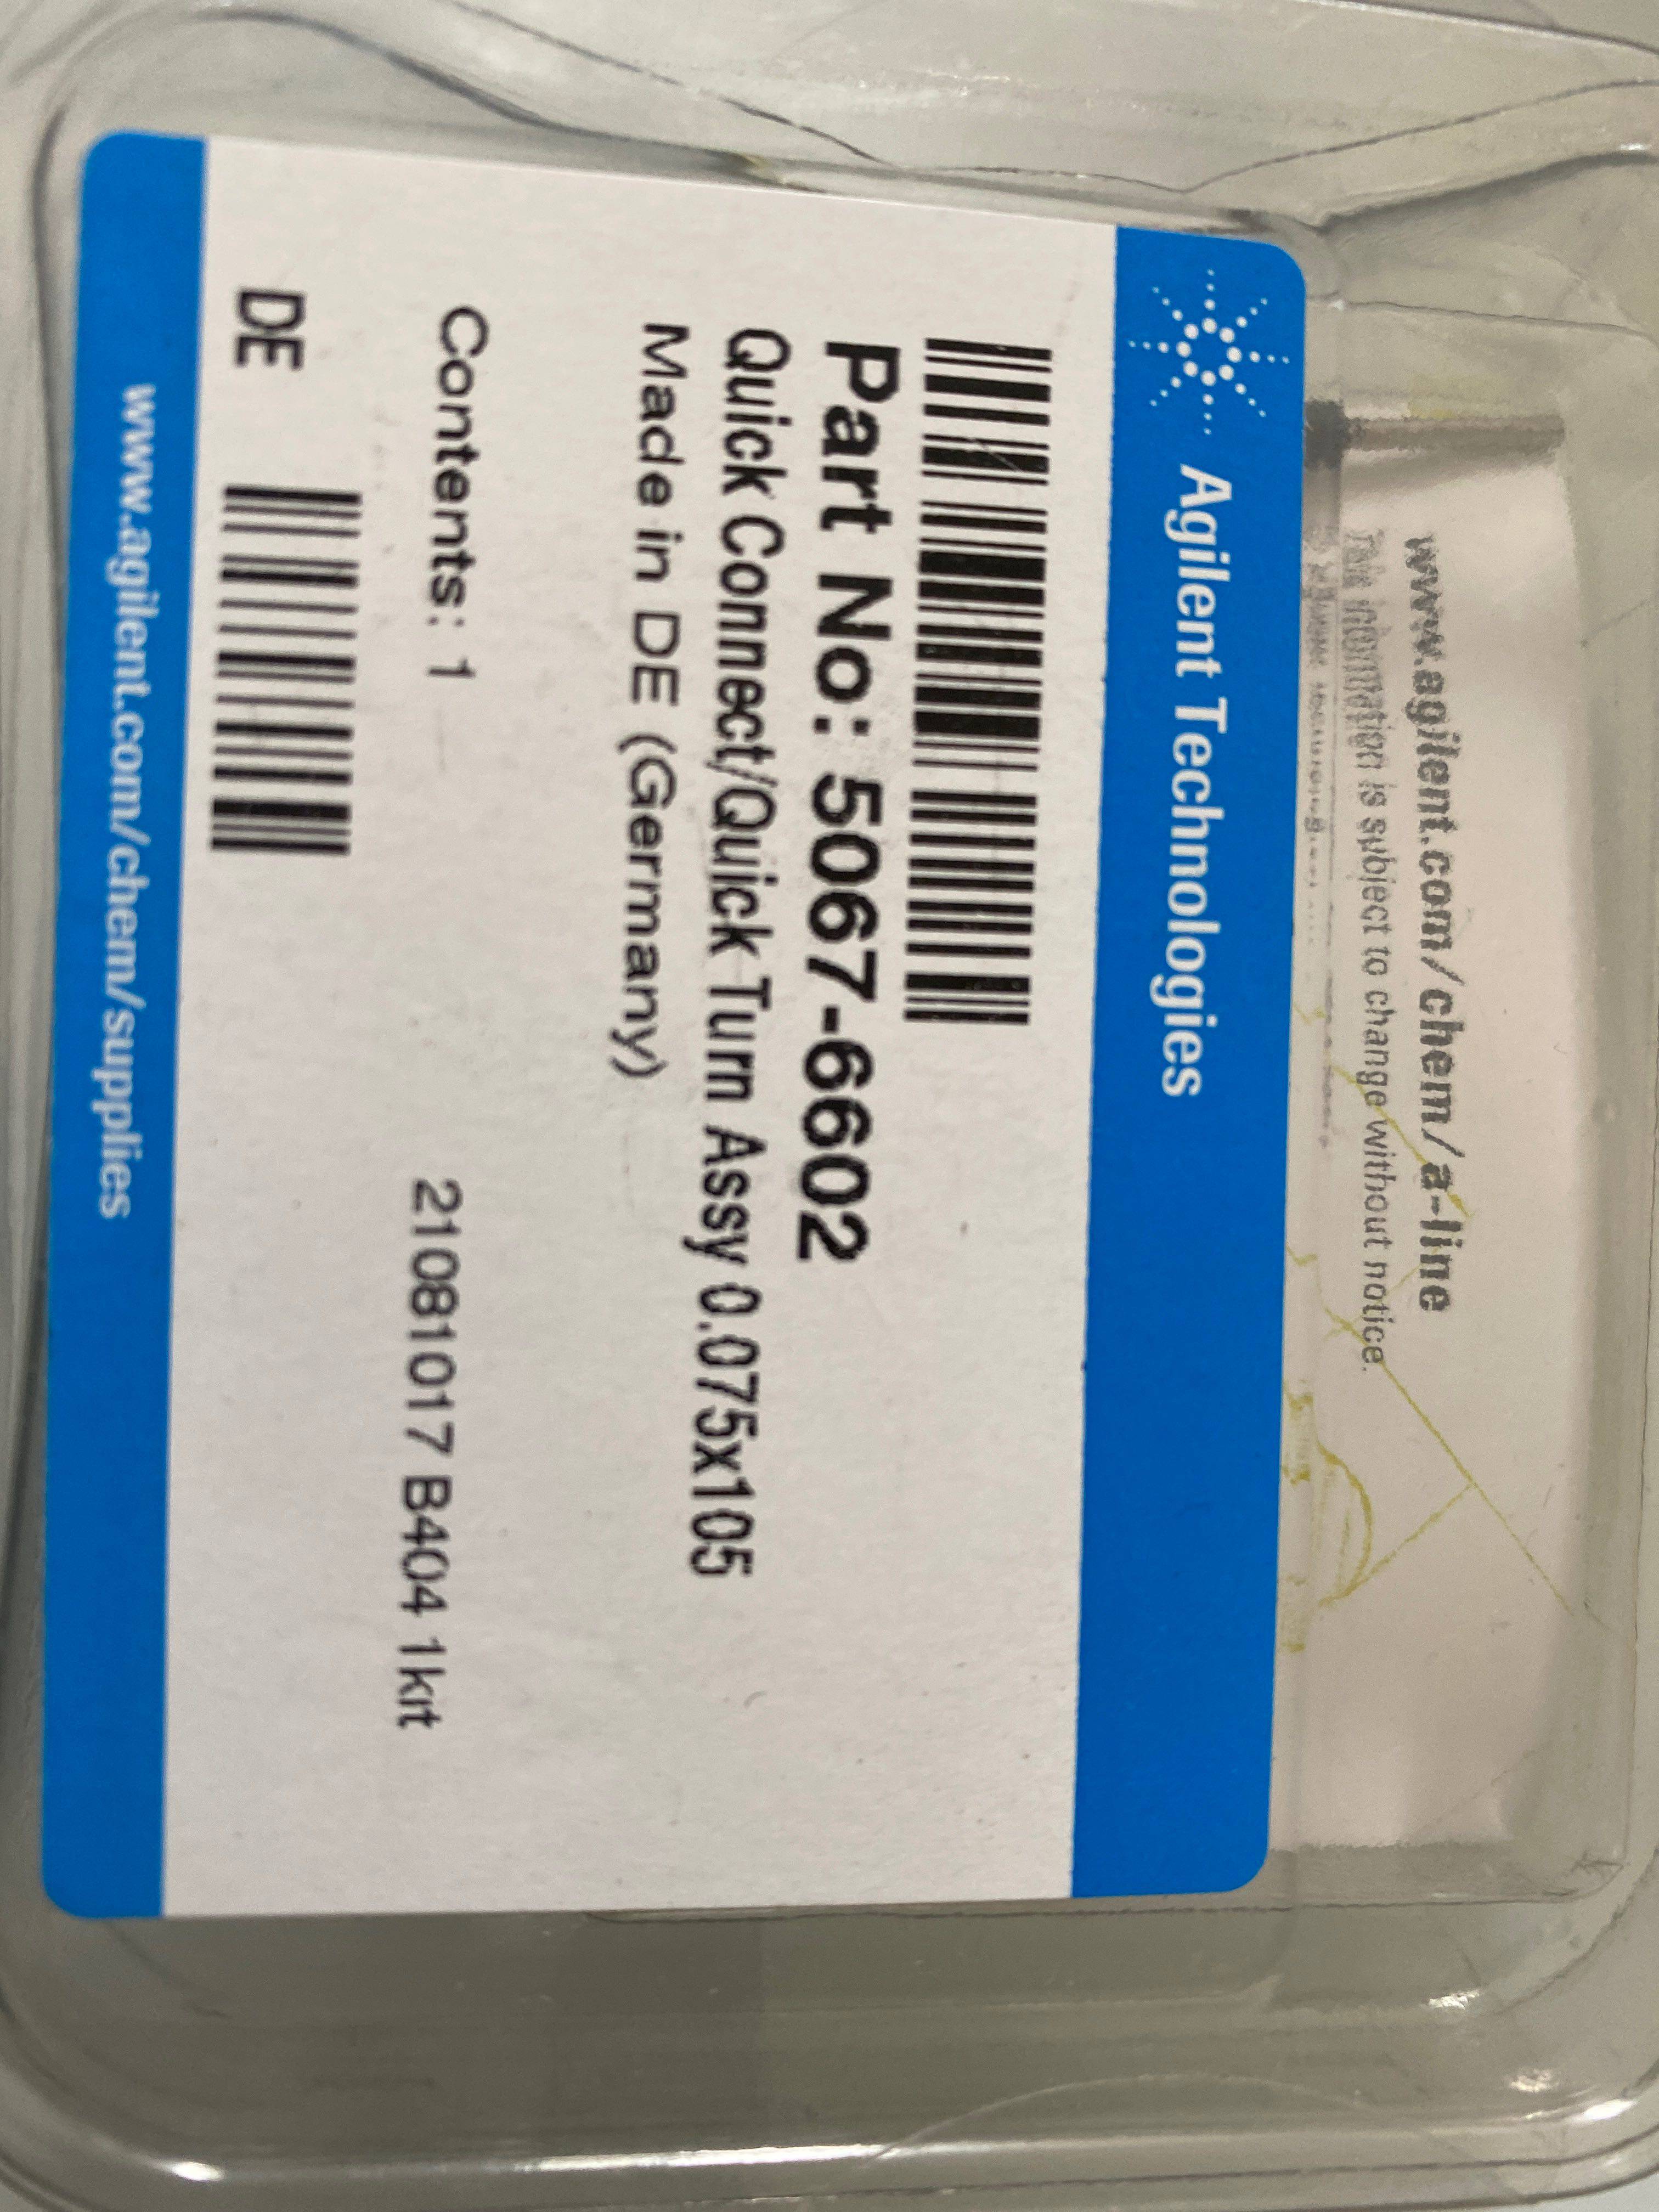 www.agilent.com/chem/a-line
This information is subject to change without notice.
Agilent Technologies
Part No: 5067-6602
Quick Connect/Quick Turn Assy 0.075x105
Made in DE (Germany)
Contents: 1
21081017 B404 1kit
DE
www.agilent.com/chem/supplies